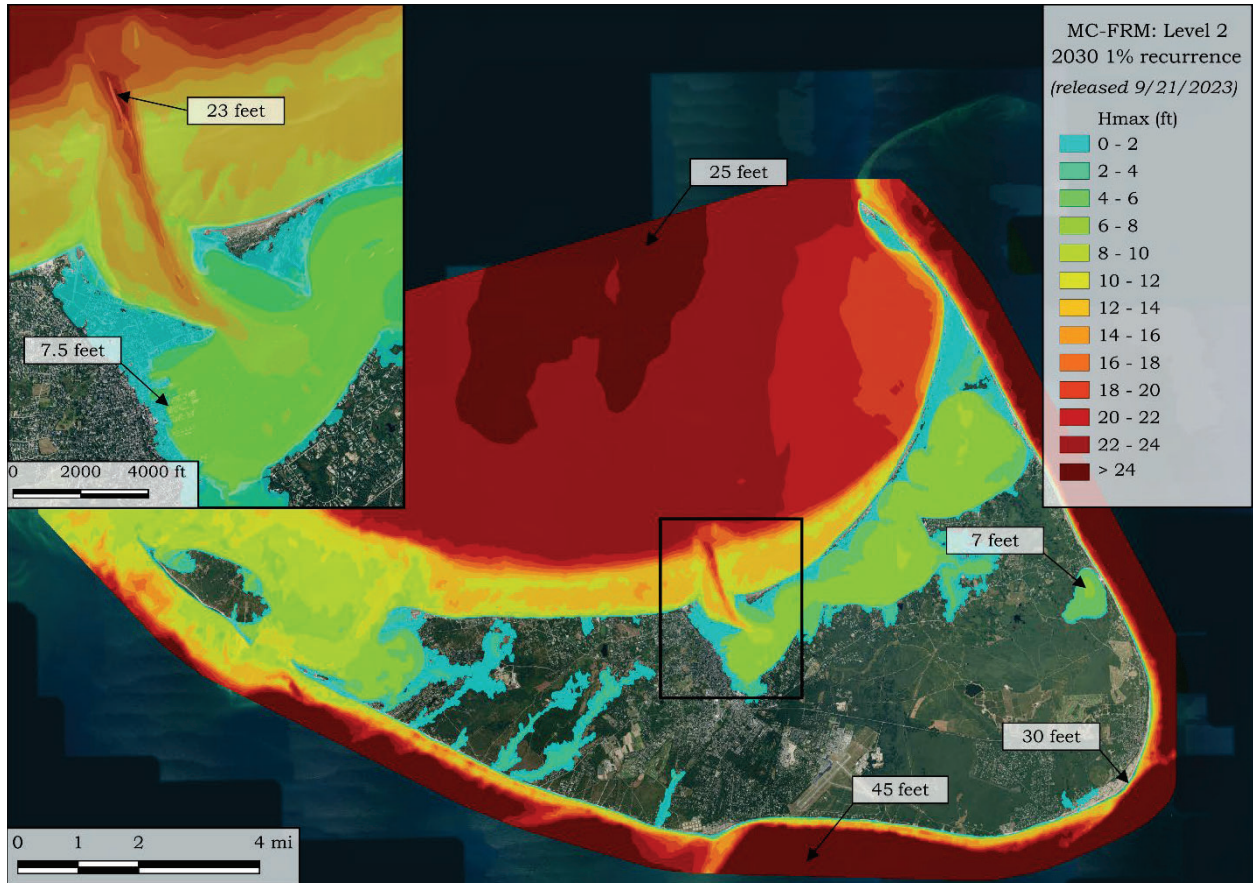 23 feet
7.5 feet
0 2000 4000 ft
25 feet
MC-FRM: Level 2
2030 1% recurrence
(released 9/21/2023)
Hmax (ft)
0 - 2
2 - 4
4 - 6
6 - 8
8 - 10
10 - 12
12 - 14
14 - 16
16 - 18
18 - 20
20 - 22
22 - 24
> 24
7 feet
30 feet
45 feet
0 1 2 4 mi